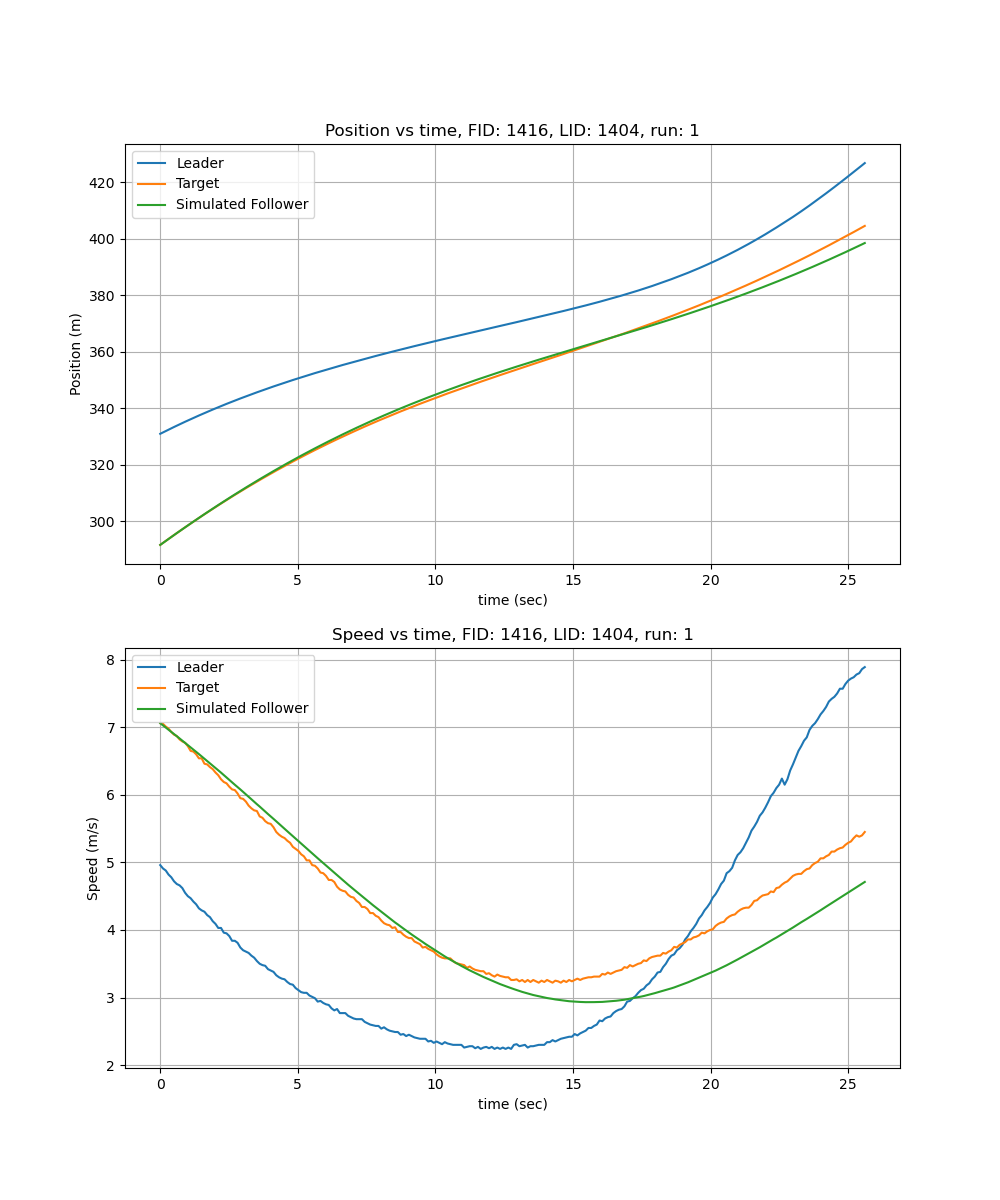 Position vs time, FID: 1416, LID: 1404, run: 1
Leader
Target
Simulated Follower
420
400
380
360
340
320
300
Position (m)
0 5 10 15 20 25
time (sec)
Speed vs time, FID: 1416, LID: 1404, run: 1
Leader
Target
Simulated Follower
8
7
6
5
4
3
2
Speed (m/s)
0 5 10 15 20 25
time (sec)